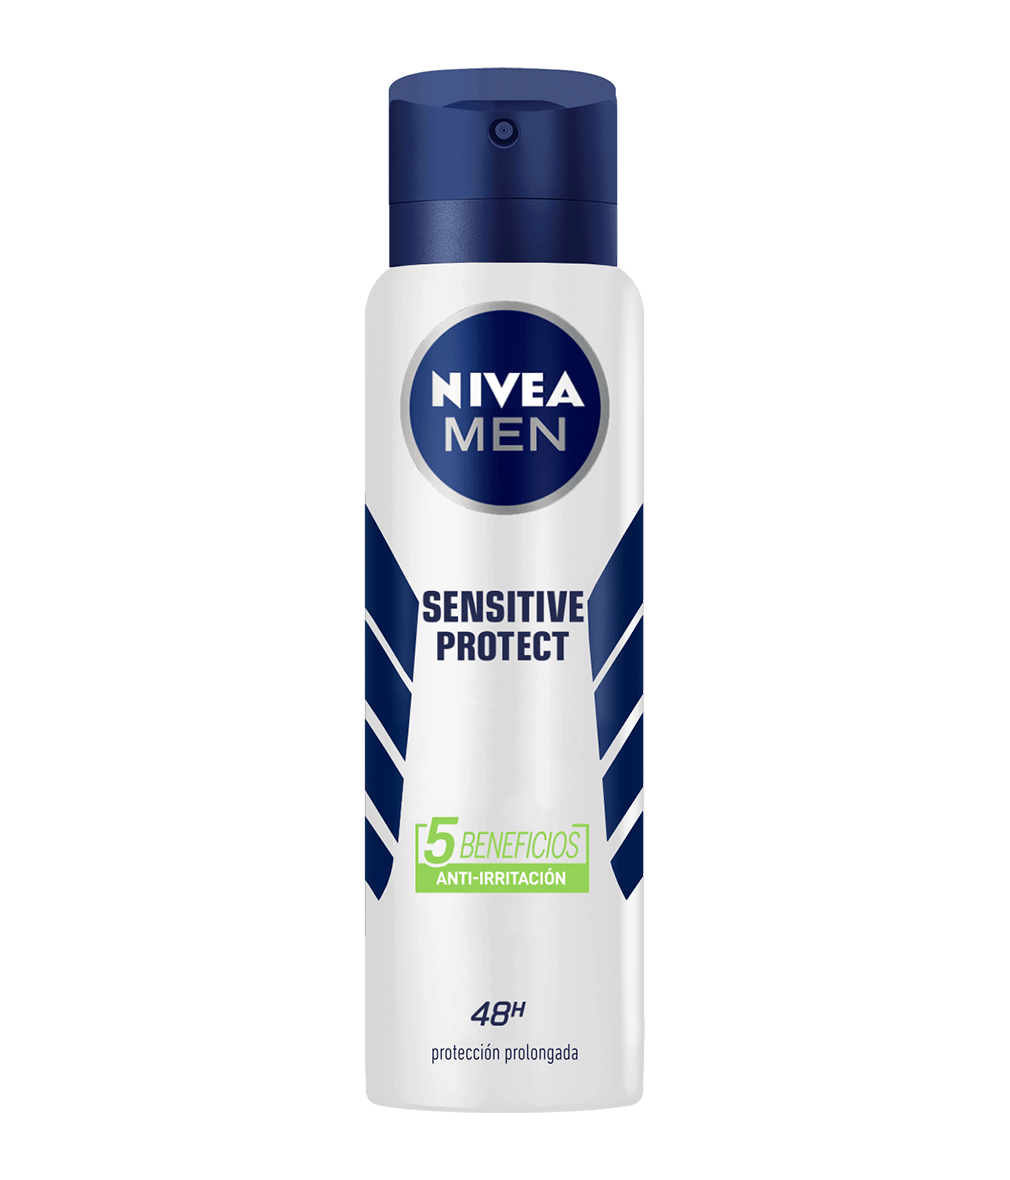 NIVEA
MEN
SENSITIVE
PROTECT
5 BENEFICIOS
ANTI-IRRITACIÓN
48H
protección prolongada